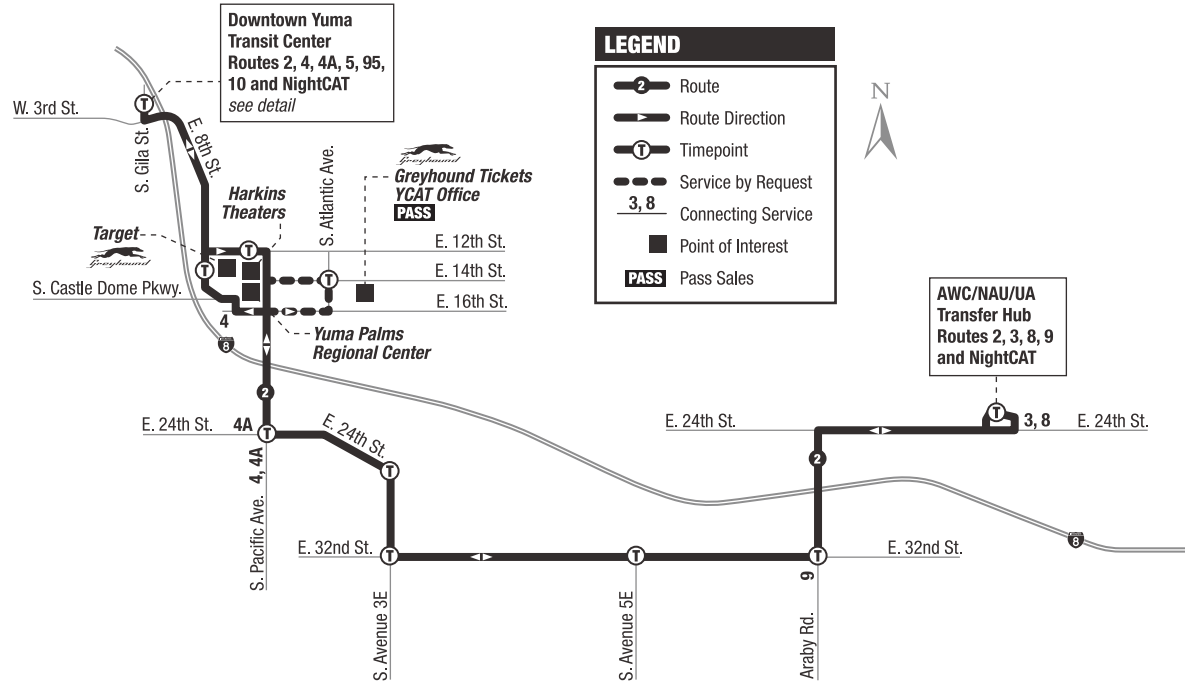 Downtown Yuma
Transit Center
Routes 2, 4, 4A, 5, 95,
10 and NightCAT
see detail
LEGEND
2 Route
Route Direction
T Timepoint
Service by Request
3, 8 Connecting Service
Point of Interest
PASS Pass Sales
N
W. 3rd St.
T
S. Gila St.
E. 8th St.
Greyhound
Greyhound Tickets
YCAT Office
PASS
S. Atlantic Ave.
Harkins
Theaters
Target
Greyhound
T
E. 12th St.
T
T
E. 14th St.
S. Castle Dome Pkwy.
E. 16th St.
4
Yuma Palms
Regional Center
8
AWC/NAU/UA
Transfer Hub
Routes 2, 3, 8, 9
and NightCAT
2
E. 24th St.
4A
T
E. 24th St.
T
E. 24th St.
T
3, 8
E. 24th St.
2
4, 4A
S. Pacific Ave.
8
E. 32nd St.
T
T
T
E. 32nd St.
9
S. Avenue 3E
S. Avenue 5E
Araby Rd.